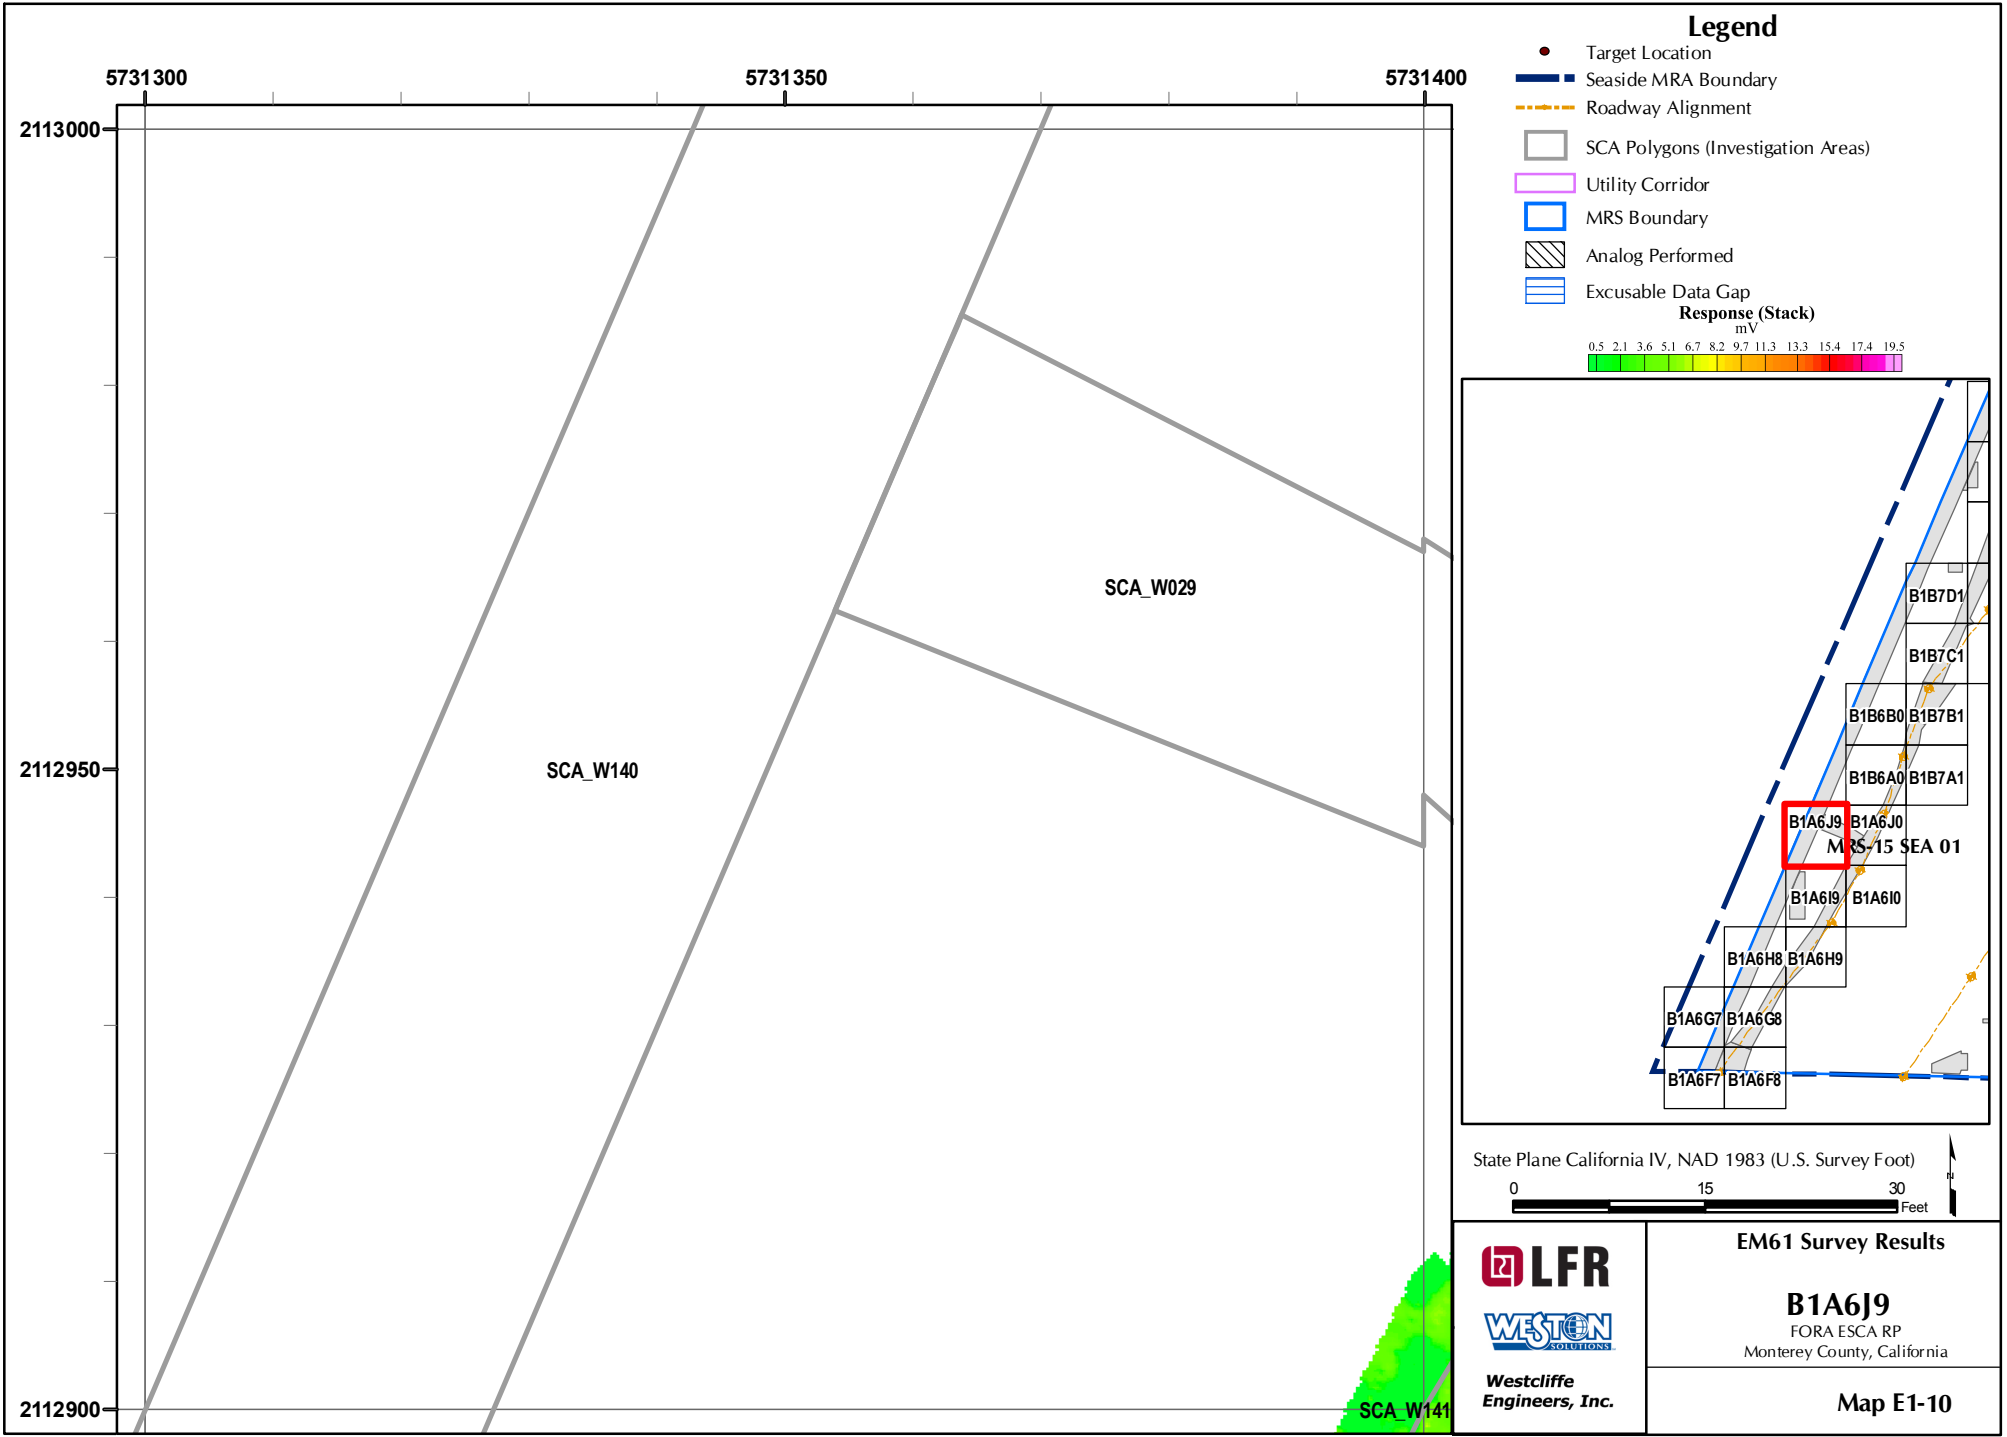 Legend
Target Location
Seaside MRA Boundary
Roadway Alignment
SCA Polygons (Investigation Areas)
Utility Corridor
MRS Boundary
Analog Performed
Excusable Data Gap
Response (Stack)
mV
0.5 2.1 3.6 5.1 6.7 8.2 9.7 11.3 13.3 15.4 17.4 19.5
5731300 5731350 5731400
2113000
2112950
2112900
SCA_W029
SCA_W140
SCA_W141
B1B7D1
B1B7C1
B1B6B0 B1B7B1
B1B6A0 B1B7A1
B1A6J9 B1A6J0
MRS-15 SEA 01
B1A6I9 B1A6I0
B1A6H8 B1A6H9
B1A6G7 B1A6G8
B1A6F7 B1A6F8
State Plane California IV, NAD 1983 (U.S. Survey Foot)
0 15 30
Feet
N
LFR
WESTON
SOLUTIONS
Westcliffe
Engineers, Inc.
EM61 Survey Results
B1A6J9
FORA ESCA RP
Monterey County, California
Map E1-10